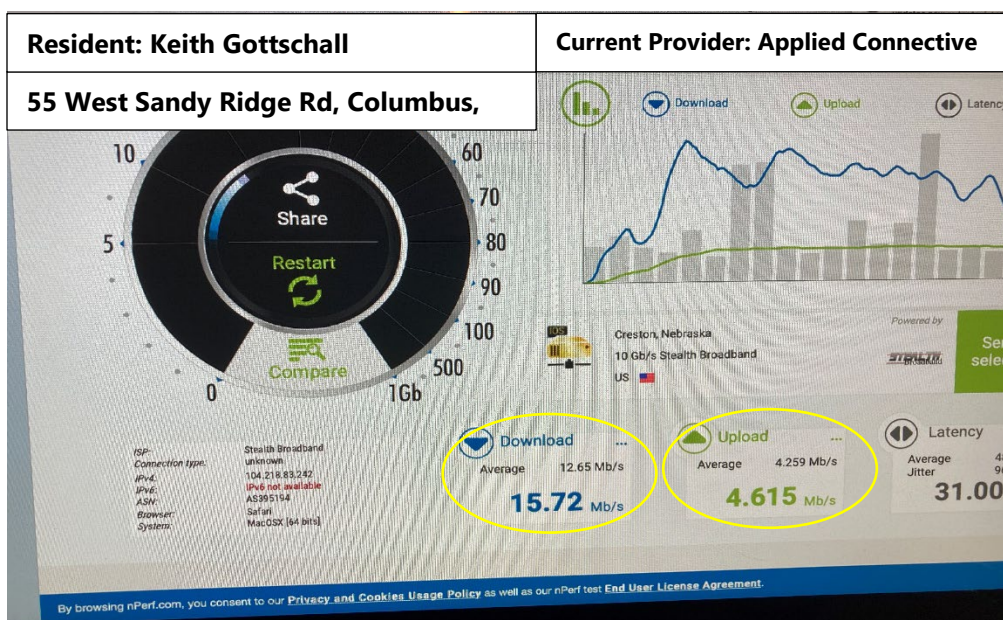 Resident: Keith Gottschall
Current Provider: Applied Connective
55 West Sandy Ridge Rd, Columbus,
Download
Upload
Latency
10
60
Share
70
5
80
Restart
90
100
Compare
500
0
1Gb
IOS
Creston, Nebraska
10 Gb/s Stealth Broadband
US
Powered by
STEALTH
BROADBAND
ISP: Stealth Broadband
Connection type: unknown
IPv4: 104.218.83.242
IPv6: IPv6 not available
ASN: AS395194
Browser: Safari
System: MacOSX [64 bits]
Download ...
Average 12.65 Mb/s
15.72 Mb/s
Upload ...
Average 4.259 Mb/s
4.615 Mb/s
Latency
Average
Jitter
31.00
By browsing nPerf.com, you consent to our Privacy and Cookies Usage Policy as well as our nPerf test End User License Agreement.